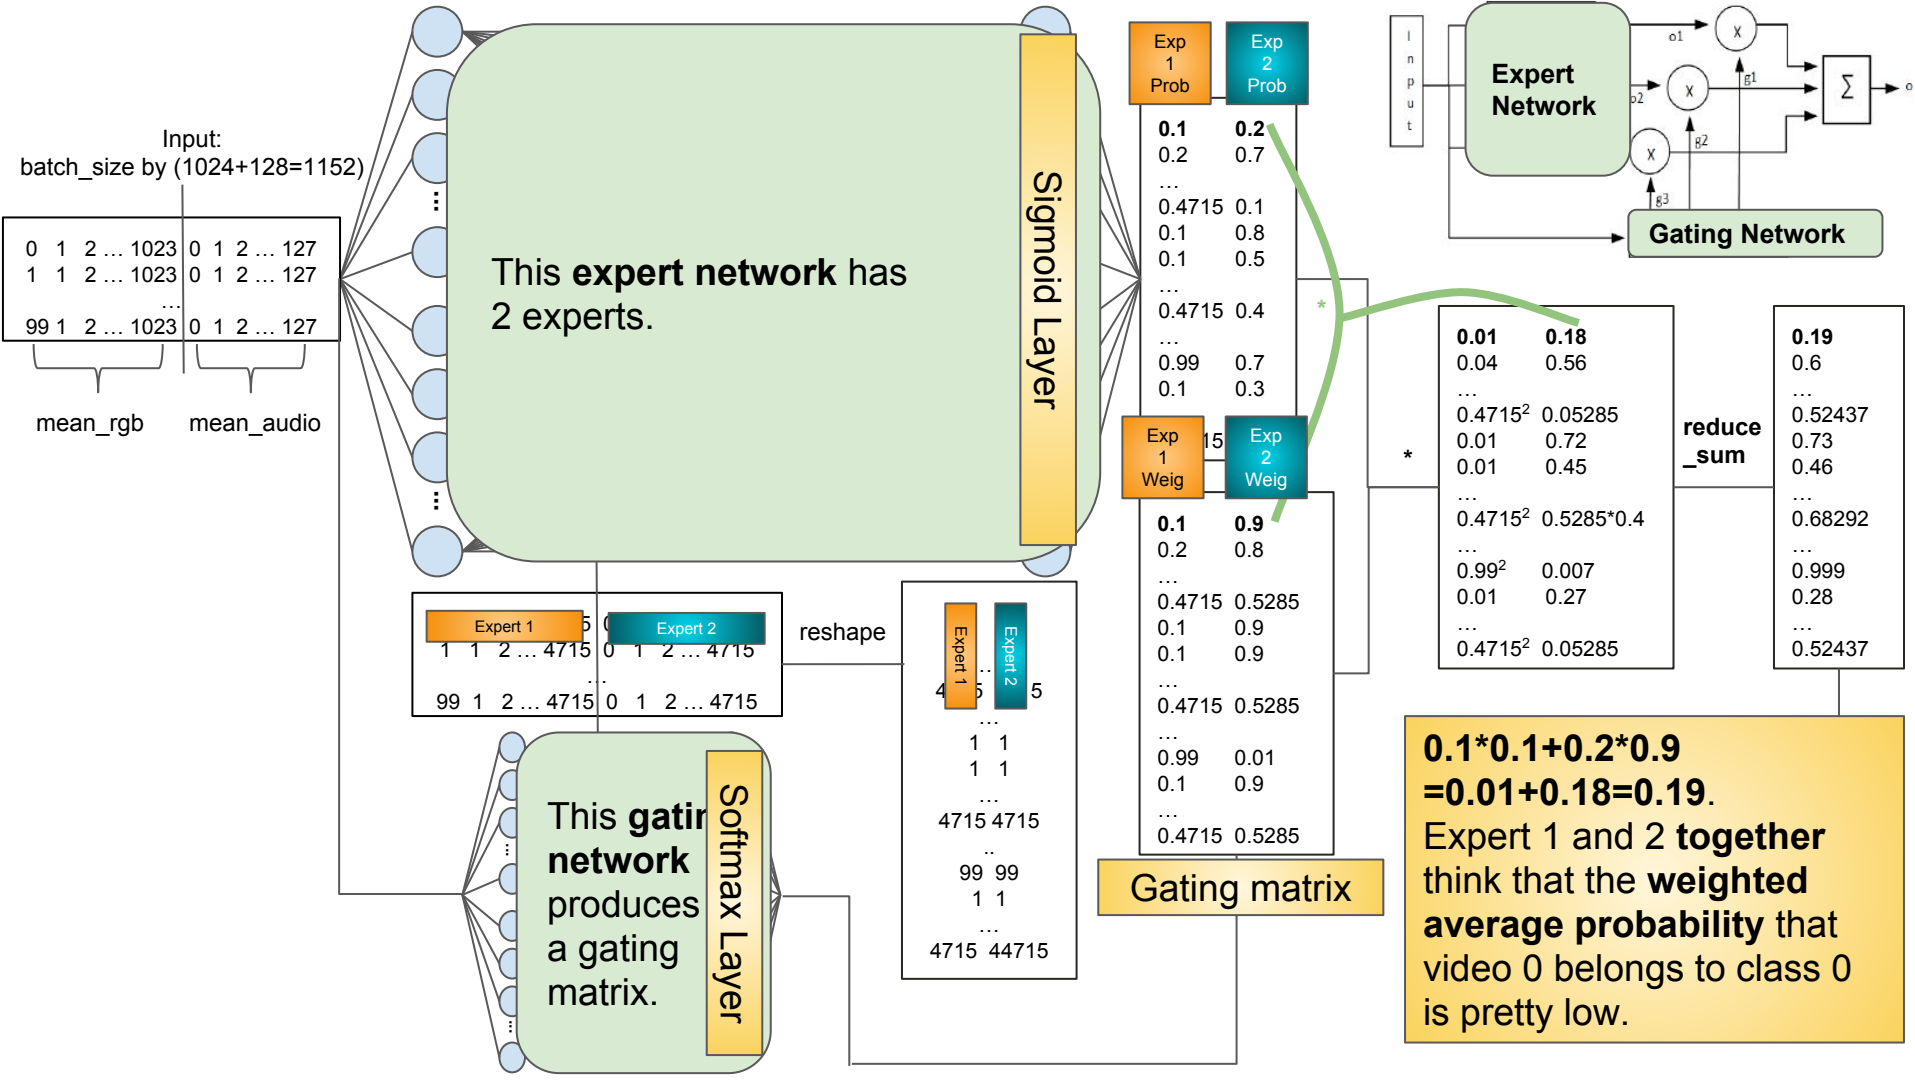 Input:
batch_size by (1024+128=1152)
0 1 2 … 1023 0 1 2 … 127
1 1 2 … 1023 0 1 2 … 127
…
99 1 2 … 1023 0 1 2 … 127
mean_rgb mean_audio
…
…
This expert network has
2 experts.
Sigmoid Layer
Exp
1
Prob
Exp
2
Prob
0.1 0.2
0.2 0.7
…
0.4715 0.1
0.1 0.8
0.1 0.5
…
0.4715 0.4
…
0.99 0.7
0.1 0.3
15
*
Exp
1
Weig
Exp
2
Weig
0.1 0.9
0.2 0.8
…
0.4715 0.5285
0.1 0.9
0.1 0.9
…
0.4715 0.5285
…
0.99 0.01
0.1 0.9
…
0.4715 0.5285
Gating matrix
*
Input
Expert
Network
o1
o2
x
x
x
g1
g2
g3
Σ
o
Gating Network
0.01 0.18
0.04 0.56
…
0.4715² 0.05285
0.01 0.72
0.01 0.45
…
0.4715² 0.5285*0.4
…
0.99² 0.007
0.01 0.27
…
0.4715² 0.05285
reduce
_sum
0.19
0.6
…
0.52437
0.73
0.46
…
0.68292
…
0.999
0.28
…
0.52437
Expert 1 Expert 2
1 1 2 … 4715 0 1 2 … 4715
…
99 1 2 … 4715 0 1 2 … 4715
reshape
Expert 1
Expert 2
…
1 1
1 1
…
4715 4715
..
99 99
1 1
…
4715 44715
This
network
produces
a gating
matrix.
Softmax Layer
…
…
0.1*0.1+0.2*0.9
=0.01+0.18=0.19.
Expert 1 and 2 together
think that the weighted
average probability that
video 0 belongs to class 0
is pretty low.